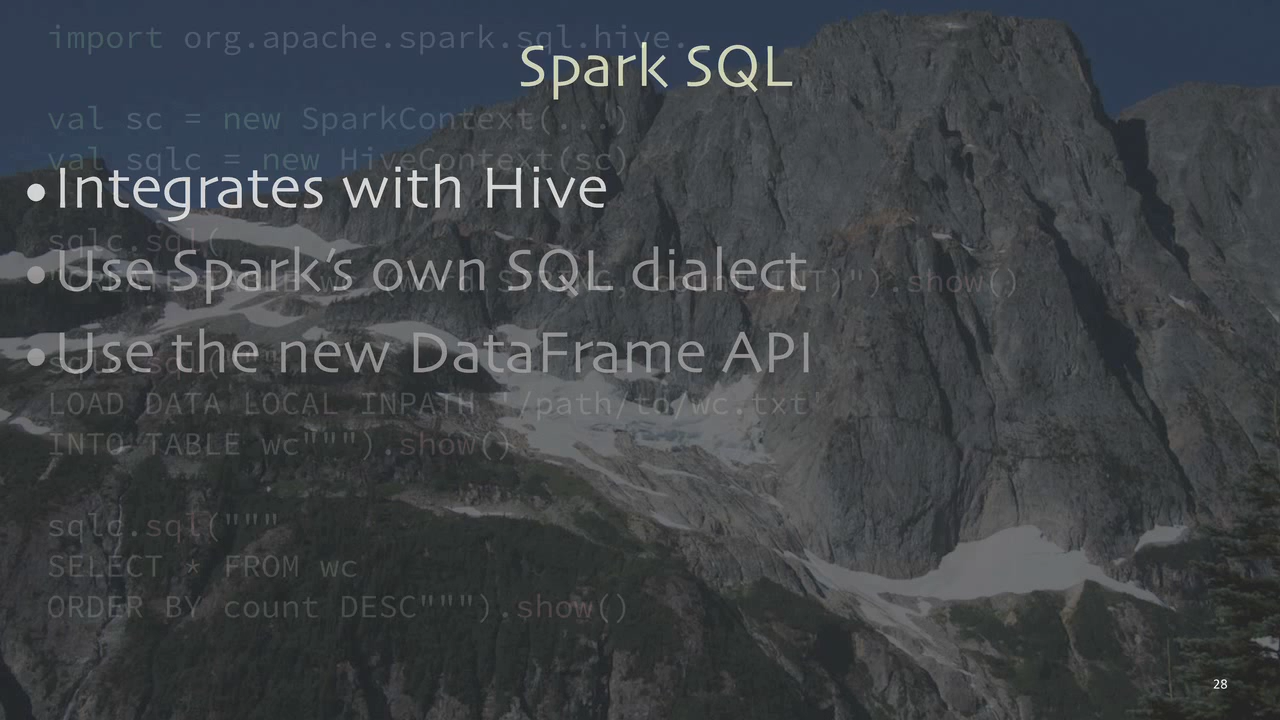 import org.apache.spark.sql.hive.
Spark SQL
val sc = new SparkContext(...)
val sqlc = new HiveContext(sc)
•Integrates with Hive
sqlc.sql(
•Use Spark's own SQL dialect
INT)").show()
•Use the new DataFrame API
LOAD DATA LOCAL INPATH '/path/to/wc.txt'
INTO TABLE wc""").show()
sqlc.sql("""
SELECT * FROM wc
ORDER BY count DESC""").show()
28